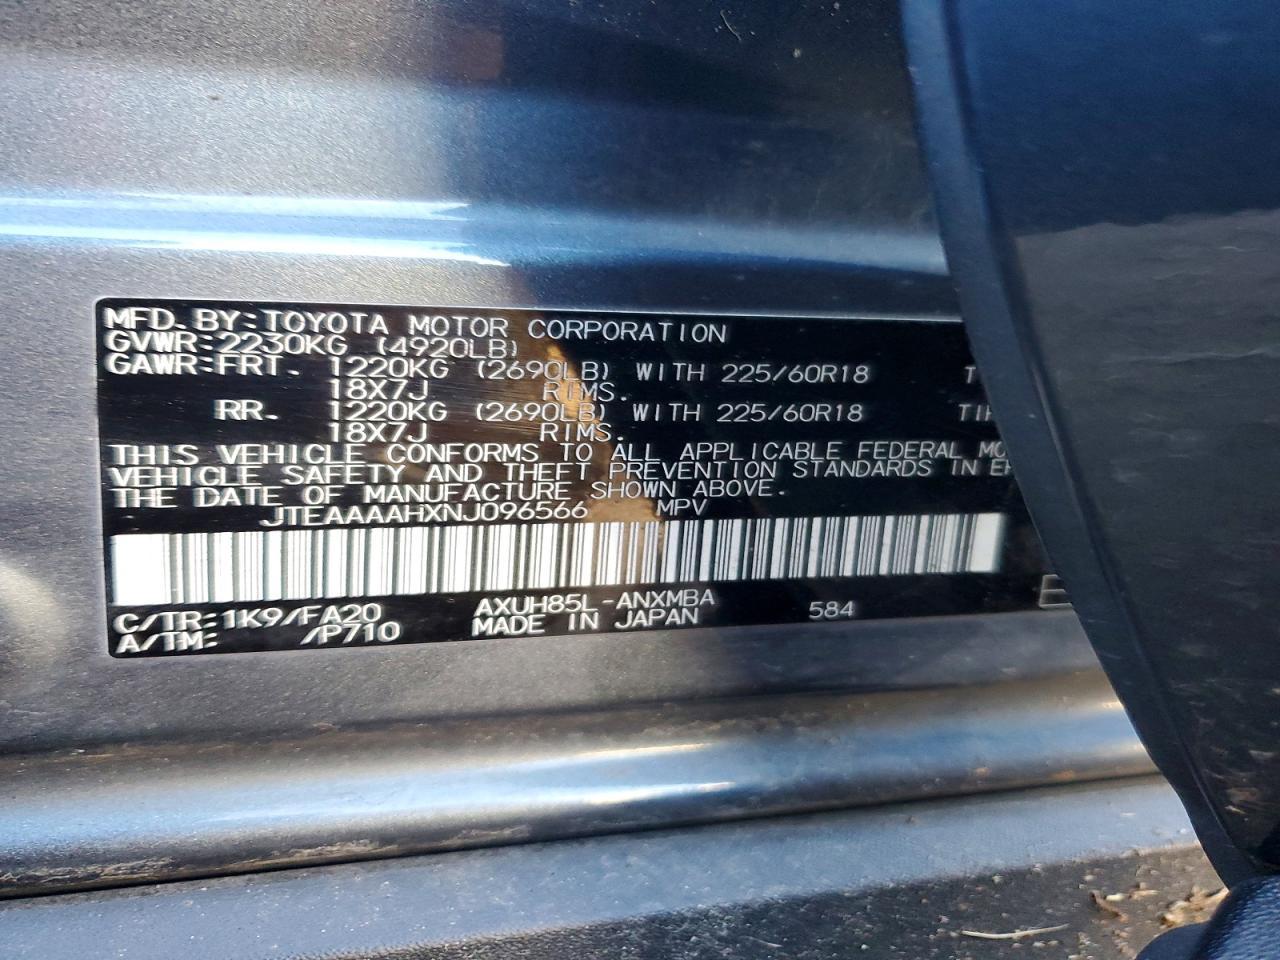 MFD. BY: TOYOTA MOTOR CORPORATION
GVWR: 2230KG (4920LB)
GAWR: FRT. 1220KG (2690LB) WITH 225/60R18
18X7J RIMS.
RR. 1220KG (2690LB) WITH 225/60R18
18X7J RIMS.
THIS VEHICLE CONFORMS TO ALL APPLICABLE FEDERAL
VEHICLE SAFETY AND THEFT PREVENTION STANDARDS IN
THE DATE OF MANUFACTURE SHOWN ABOVE.
JTEAAAAHXNJ096566 MPV
C/TR: 1K9/FA20 AXUH85L-ANXMBA 584
A/TM: /P710 MADE IN JAPAN